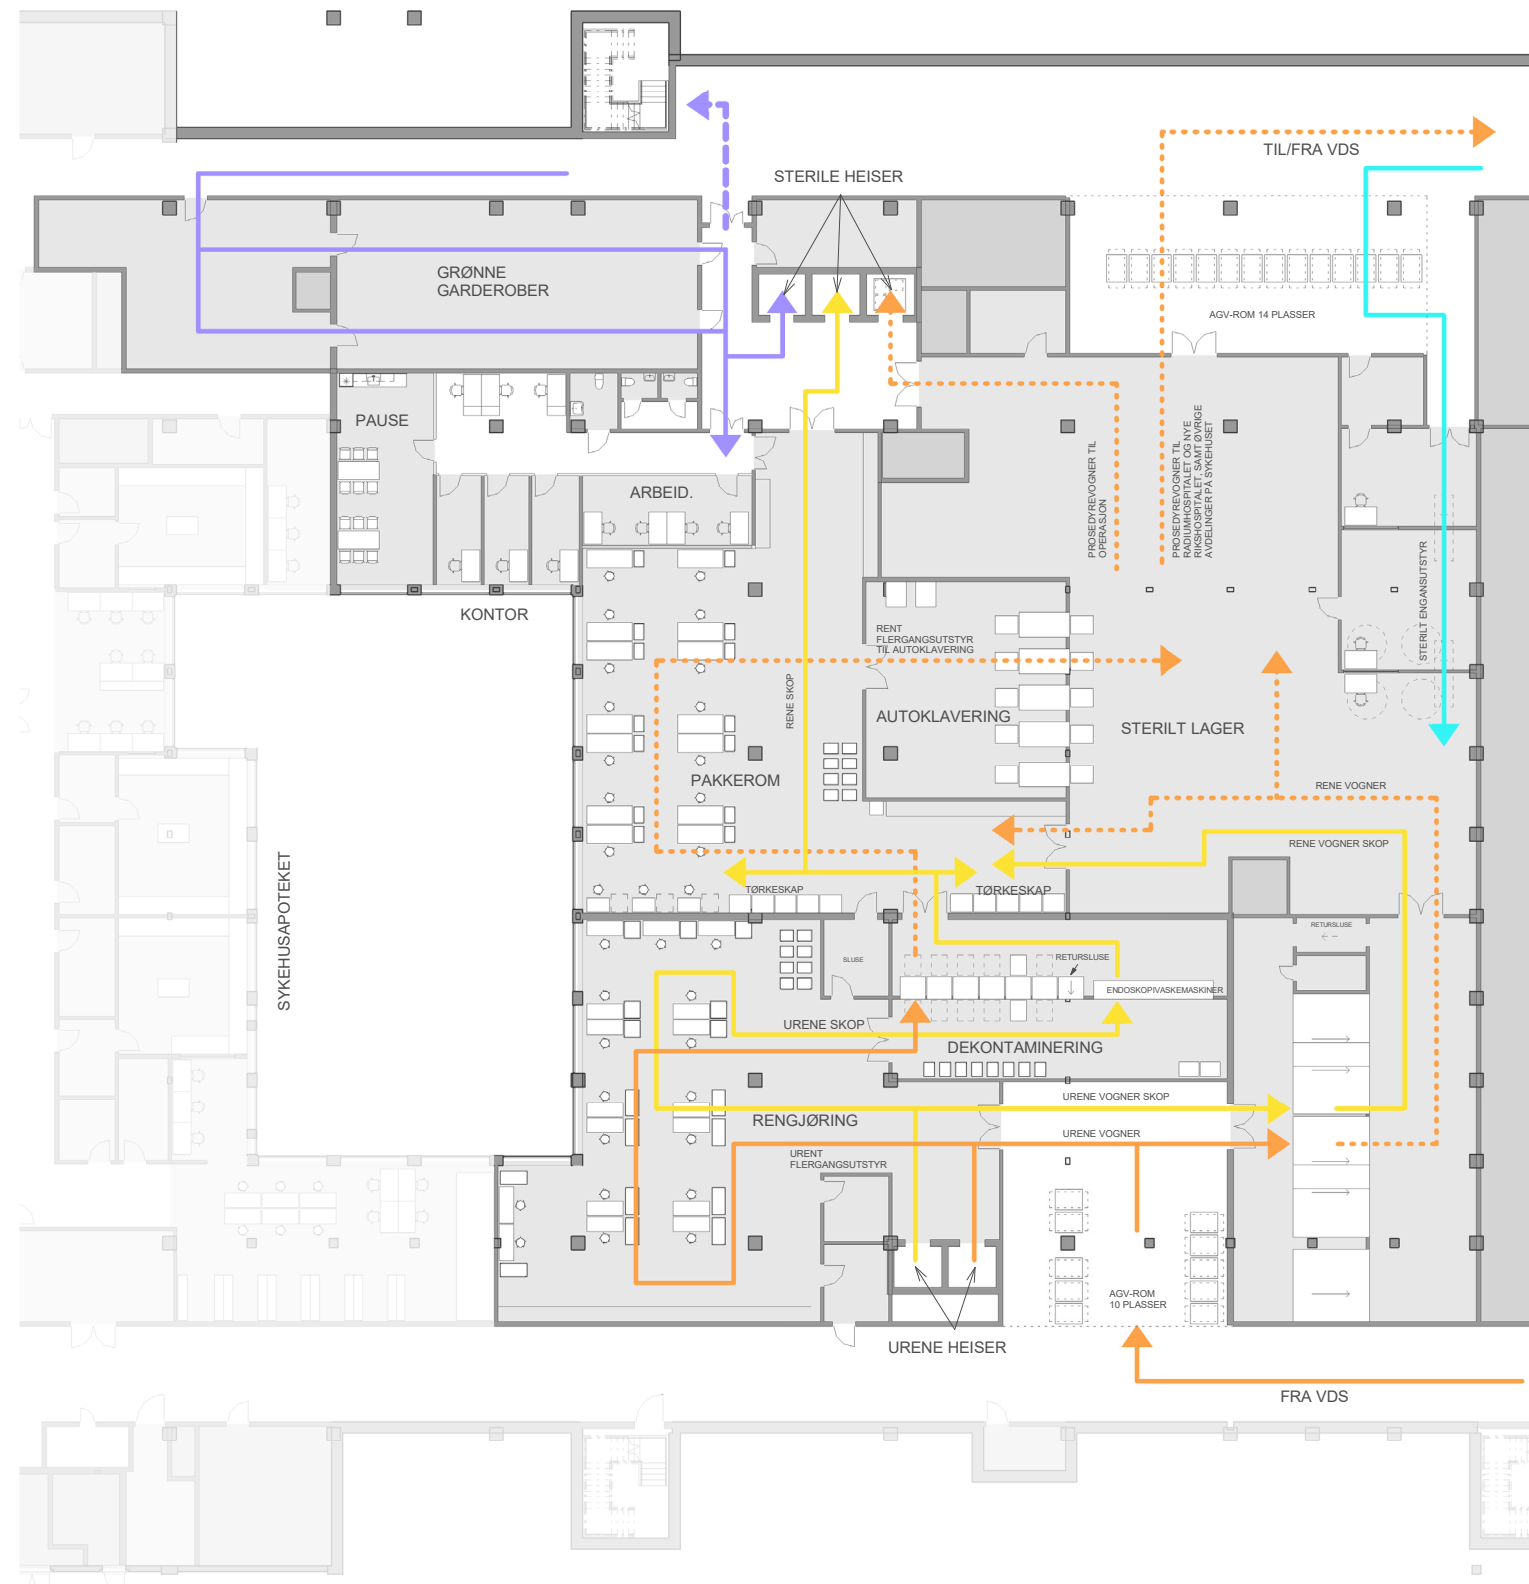 TIL/FRA VDS
STERILE HEISER
GRØNNE
GARDEROBER
AGV-ROM 14 PLASSER
PAUSE
ARBEID.
PROSEDYREVOGNER TIL
OPERASJON
PROSEDYREVOGNER TIL
RADIUMHOSPITALET OG NYE
RIKSHOSPITALET, SAMT ØVRIGE
AVDELINGER PÅ SYKEHUSET
KONTOR
RENT
FLERGANGSUTSTYR
TIL AUTOKLAVERING
STERILT ENGANSUTSTYR
RENE SKOP
AUTOKLAVERING
STERILT LAGER
PAKKEROM
RENE VOGNER
RENE VOGNER SKOP
TØRKESKAP
TØRKESKAP
SYKEHUSAPOTEKET
RETURSLUSE
SLUSE
RETURSLUSE
ENDOSKOPIVASKEMASKINER
URENE SKOP
DEKONTAMINERING
URENE VOGNER SKOP
RENGJØRING
URENE VOGNER
URENT
FLERGANGSUTSTYR
AGV-ROM
10 PLASSER
URENE HEISER
FRA VDS